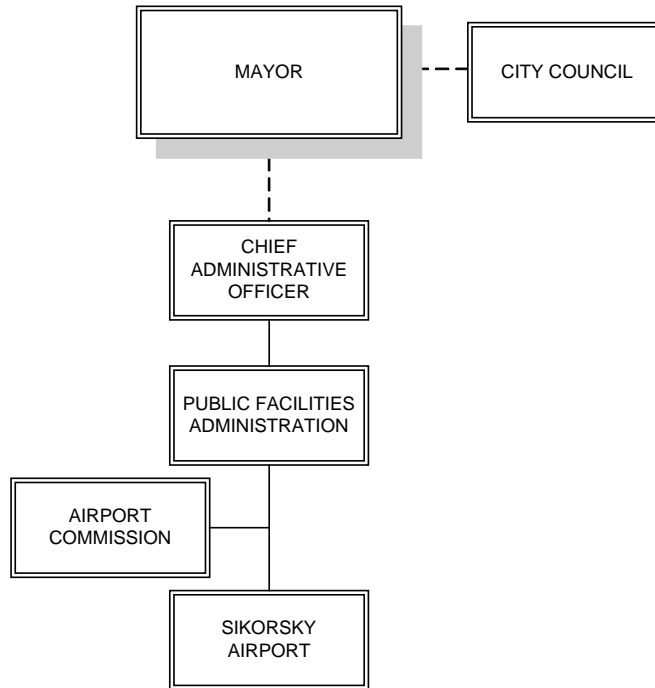 MAYOR
CITY COUNCIL
CHIEF
ADMINISTRATIVE
OFFICER
PUBLIC FACILITIES
ADMINISTRATION
AIRPORT
COMMISSION
SIKORSKY
AIRPORT